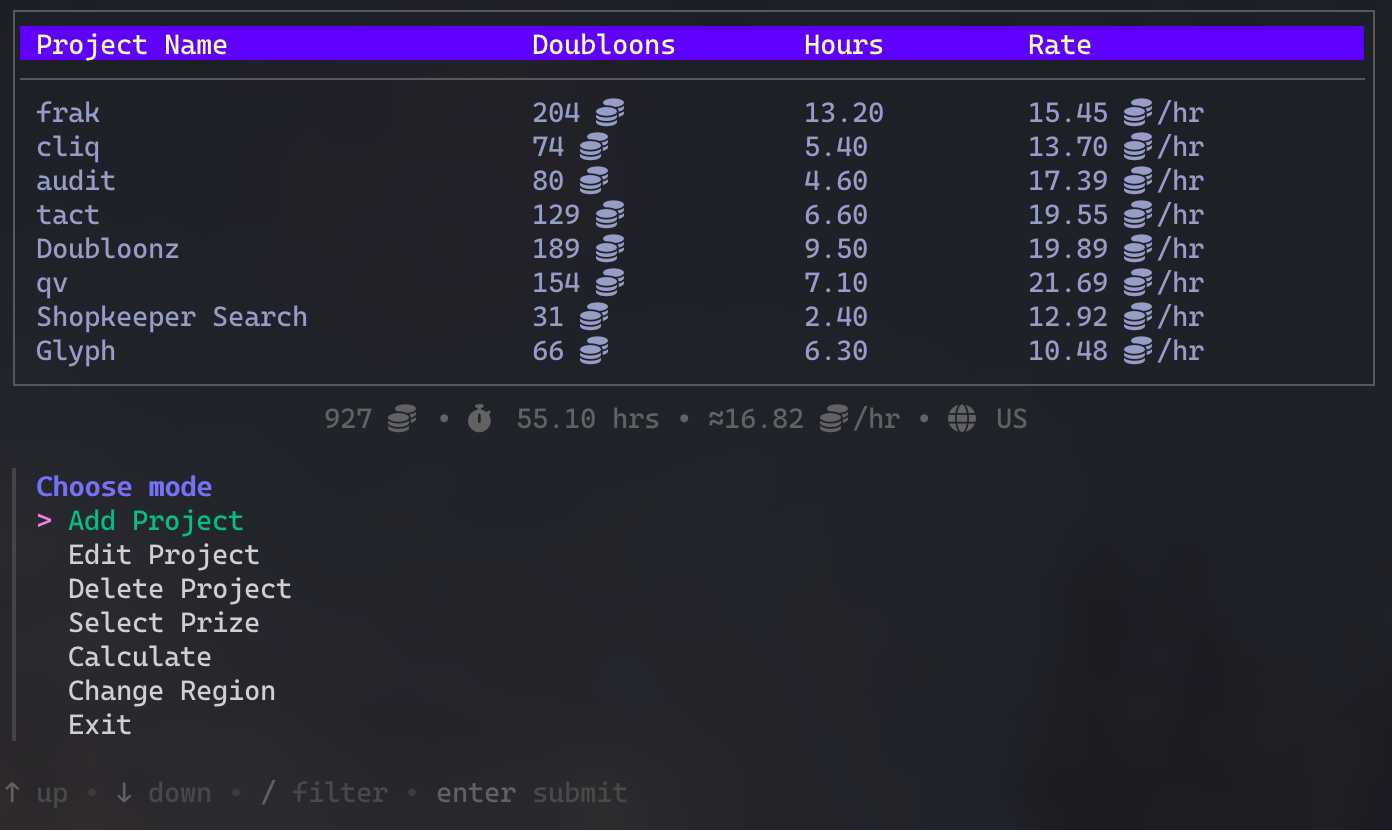 Project Name Doubloons Hours Rate
frak 204 13.20 15.45 /hr
cliq 74 5.40 13.70 /hr
audit 80 4.60 17.39 /hr
tact 129 6.60 19.55 /hr
Doubloonz 189 9.50 19.89 /hr
qv 154 7.10 21.69 /hr
Shopkeeper Search 31 2.40 12.92 /hr
Glyph 66 6.30 10.48 /hr
927 • 55.10 hrs • ≈16.82 /hr • US
Choose mode
> Add Project
Edit Project
Delete Project
Select Prize
Calculate
Change Region
Exit
↑ up • ↓ down • / filter • enter submit